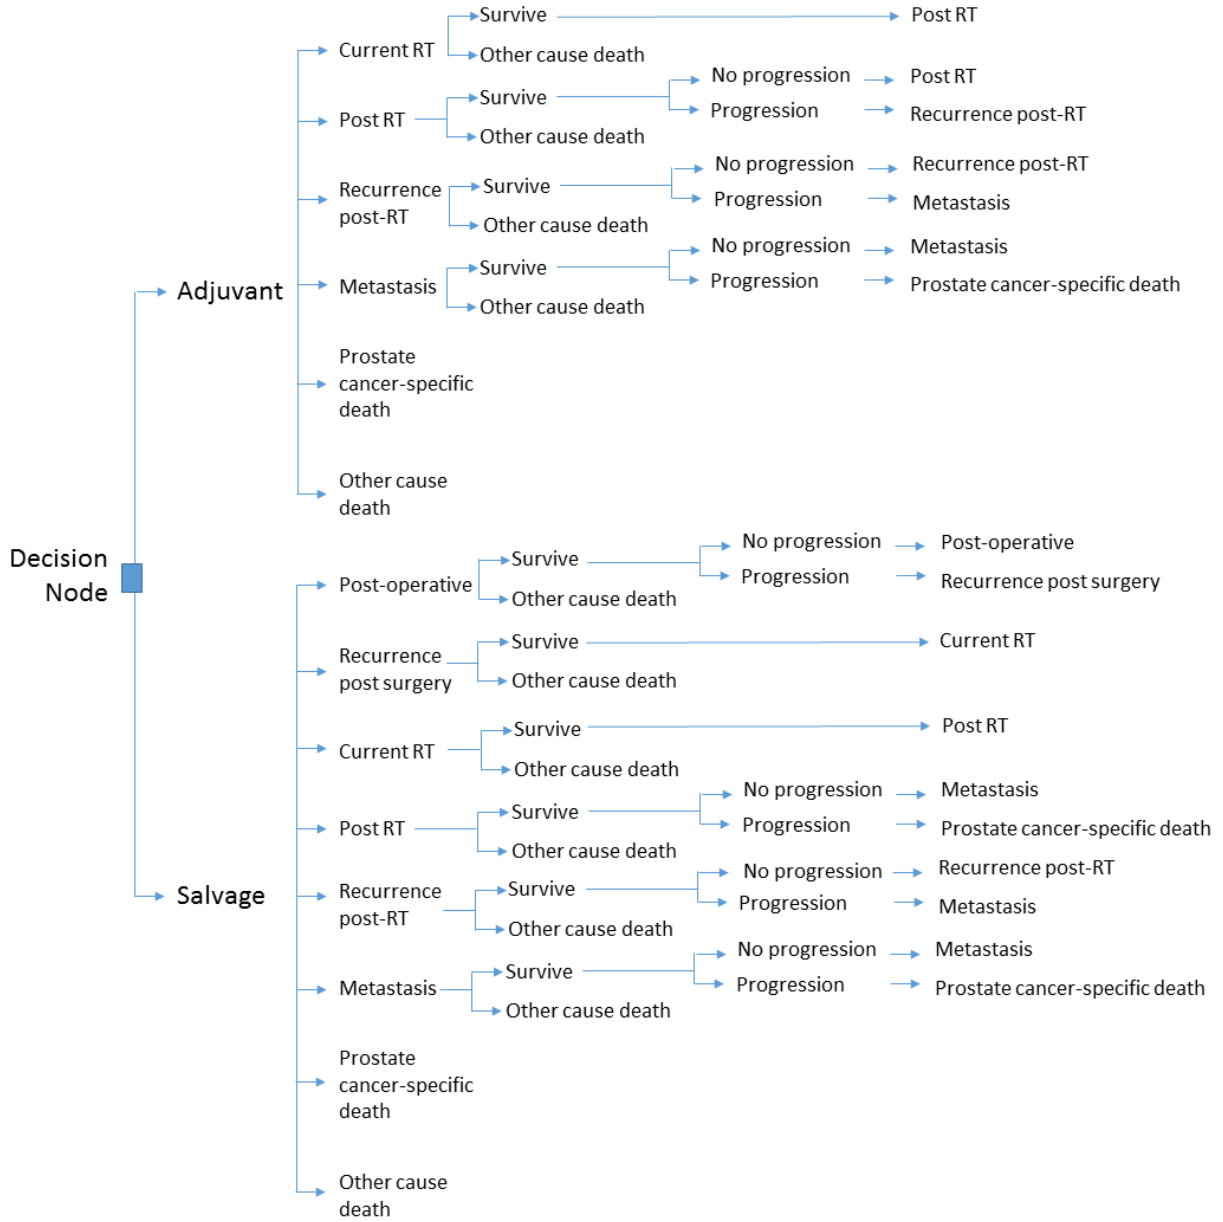 Survive
Post RT
Current RT
Other cause death
No progression
Post RT
Survive
Progression
Recurrence post-RT
Post RT
Other cause death
No progression
Recurrence post-RT
Recurrence
post-RT
Survive
Progression
Metastasis
Other cause death
No progression
Metastasis
Survive
Metastasis
Progression
Prostate cancer-specific death
Other cause death
Adjuvant
Prostate
cancer-specific
death
Other cause
death
Decision
Node
No progression
Post-operative
Survive
Post-operative
Progression
Recurrence post surgery
Other cause death
Survive
Current RT
Recurrence
post surgery
Other cause death
Survive
Post RT
Current RT
Other cause death
No progression
Metastasis
Survive
Post RT
Progression
Prostate cancer-specific death
Other cause death
No progression
Recurrence post-RT
Salvage
Recurrence
post-RT
Survive
Progression
Metastasis
Other cause death
No progression
Metastasis
Survive
Metastasis
Progression
Prostate cancer-specific death
Other cause death
Prostate
cancer-specific
death
Other cause
death